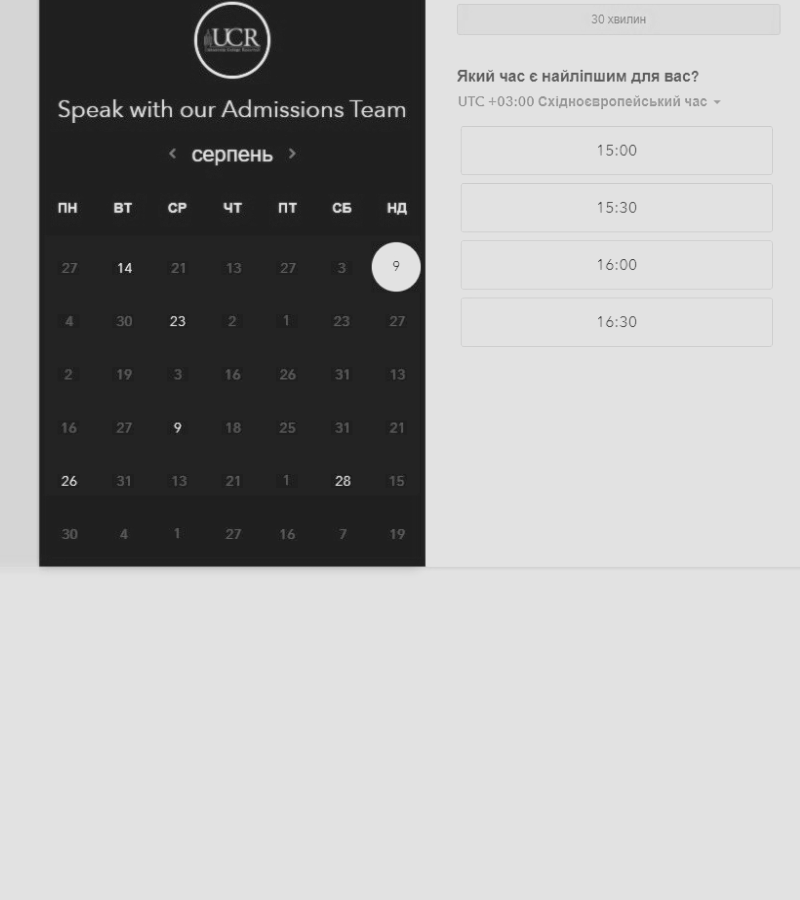 UCR
Speak with our Admissions Team
серпень
ПН ВТ СР ЧТ ПТ СБ НД
27 14 21 13 27 3 9
4 30 23 2 1 23 27
2 19 3 16 26 31 13
16 27 9 18 25 31 21
26 31 13 21 1 28 15
30 4 1 27 16 7 19
30 хвилин
Який час є найліпшим для вас?
UTC +03:00 Східноєвропейський час
15:00
15:30
16:00
16:30